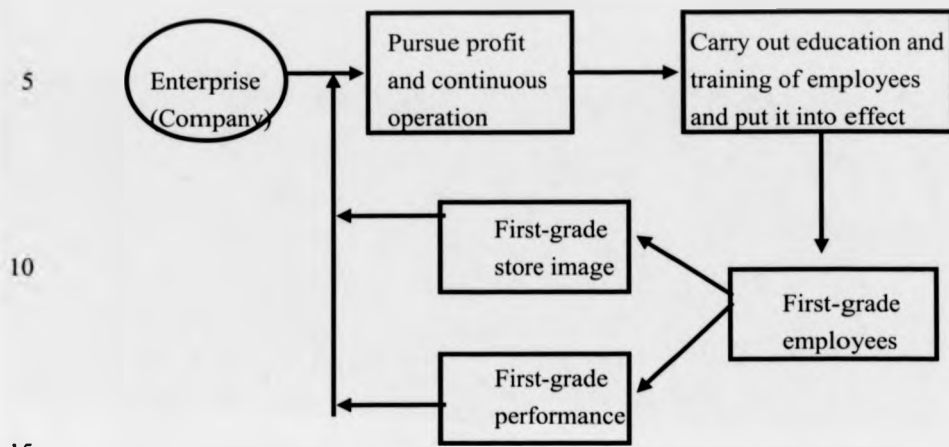 5
Enterprise
(Company)
Pursue profit
and continuous
operation
Carry out education and
training of employees
and put it into effect
10
First-grade
store image
First-grade
employees
First-grade
performance
15